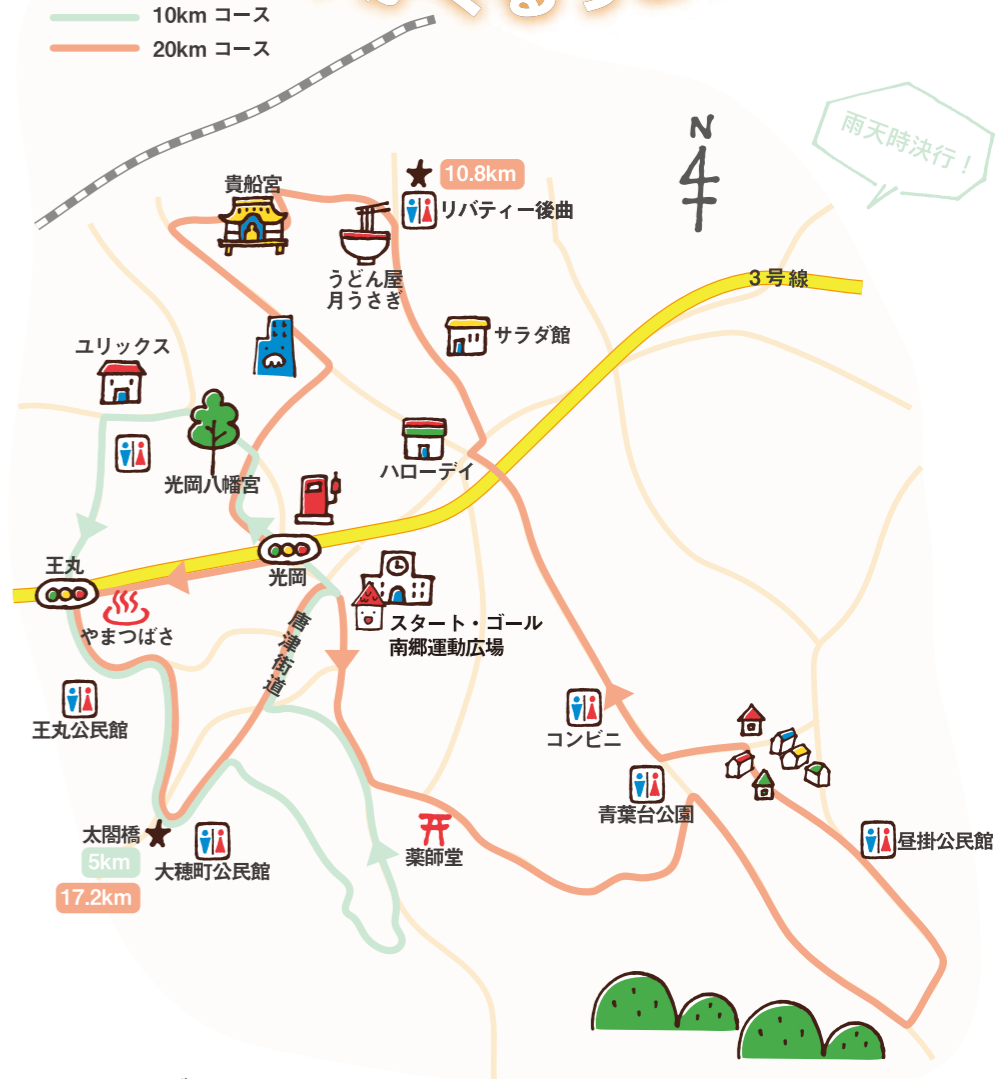 10km コース
20km コース
雨天時決行！
N
10.8km
貴船宮
リバティー後曲
うどん屋
月うさぎ
3号線
サラダ館
ユリックス
ハローデイ
光岡八幡宮
王丸
光岡
やまつばさ
スタート・ゴール
南郷運動広場
唐津街道
王丸公民館
コンビニ
青葉台公園
太閤橋
5km
17.2km
大穂町公民館
薬師堂
昼掛公民館